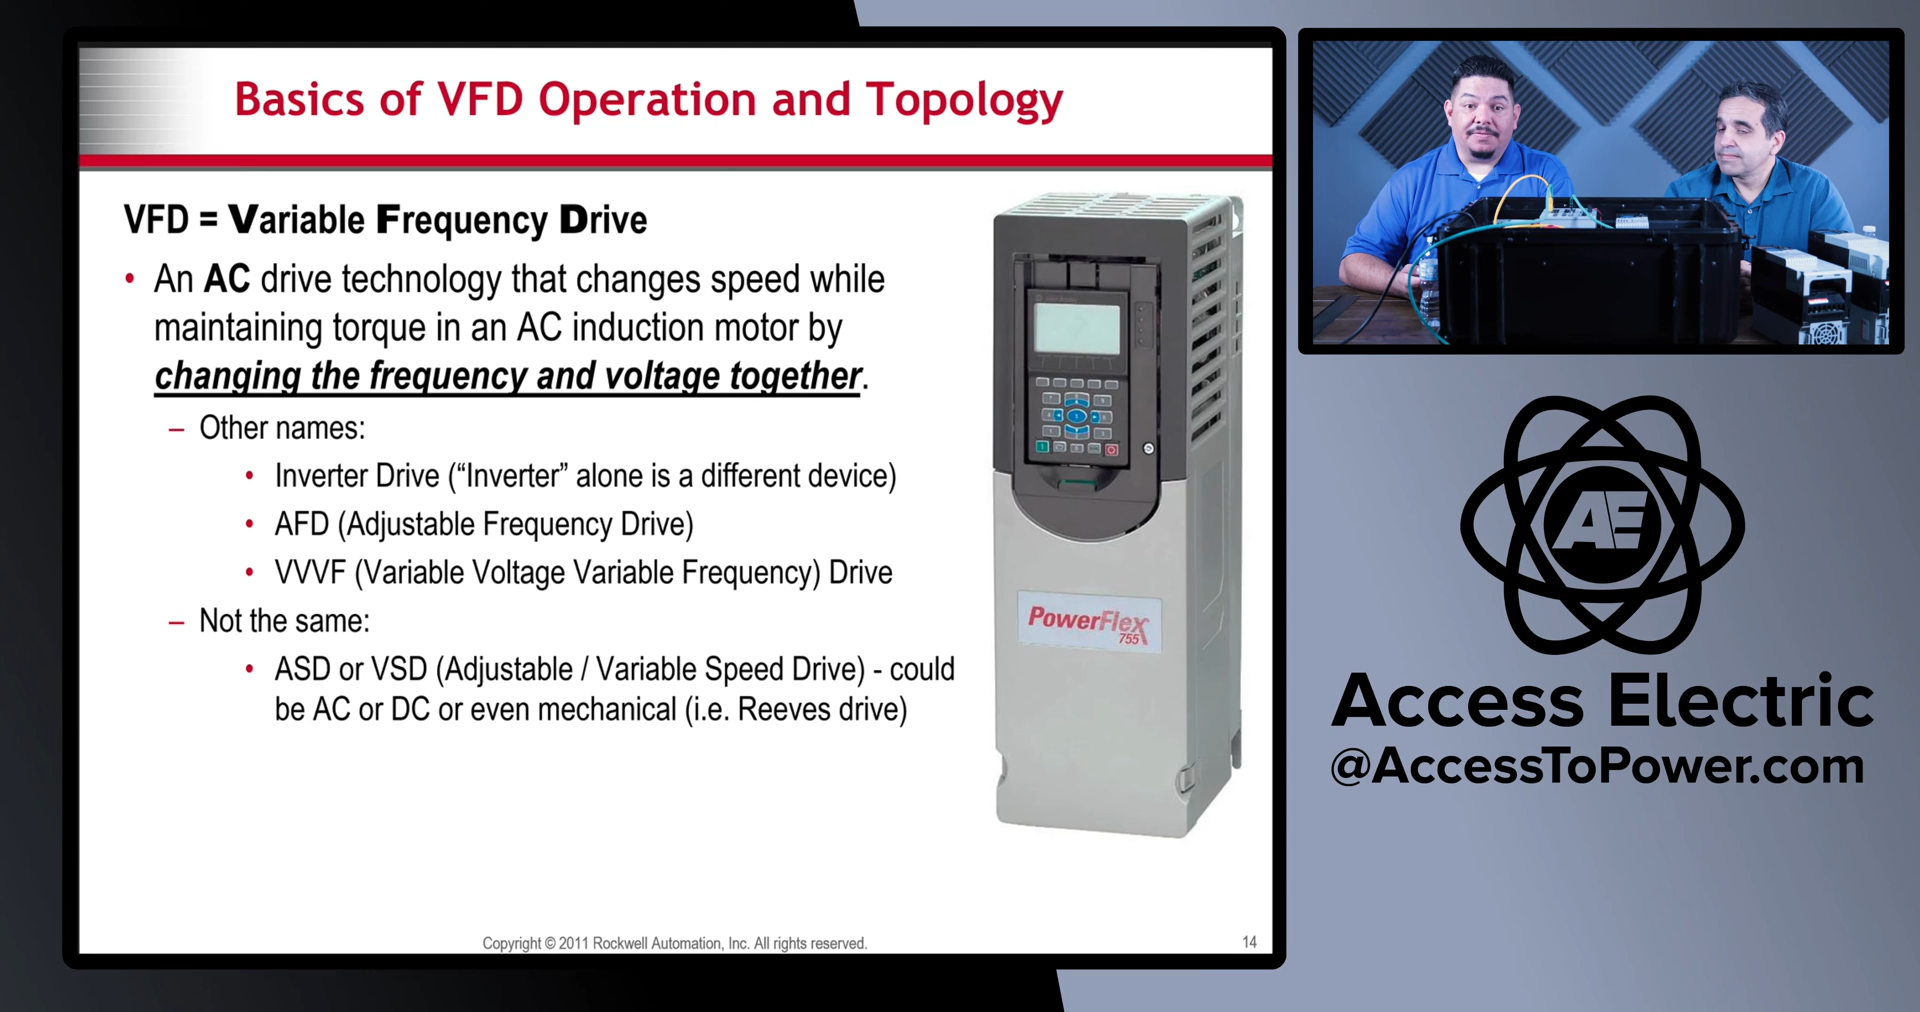 Basics of VFD Operation and Topology
VFD = Variable Frequency Drive
• An AC drive technology that changes speed while
maintaining torque in an AC induction motor by
changing the frequency and voltage together.
– Other names:
• Inverter Drive (“Inverter” alone is a different device)
• AFD (Adjustable Frequency Drive)
• VVVF (Variable Voltage Variable Frequency) Drive
– Not the same:
• ASD or VSD (Adjustable / Variable Speed Drive) - could
be AC or DC or even mechanical (i.e. Reeves drive)
PowerFlex
755
Copyright © 2011 Rockwell Automation, Inc. All rights reserved.
14
AE
Access Electric
@AccessToPower.com